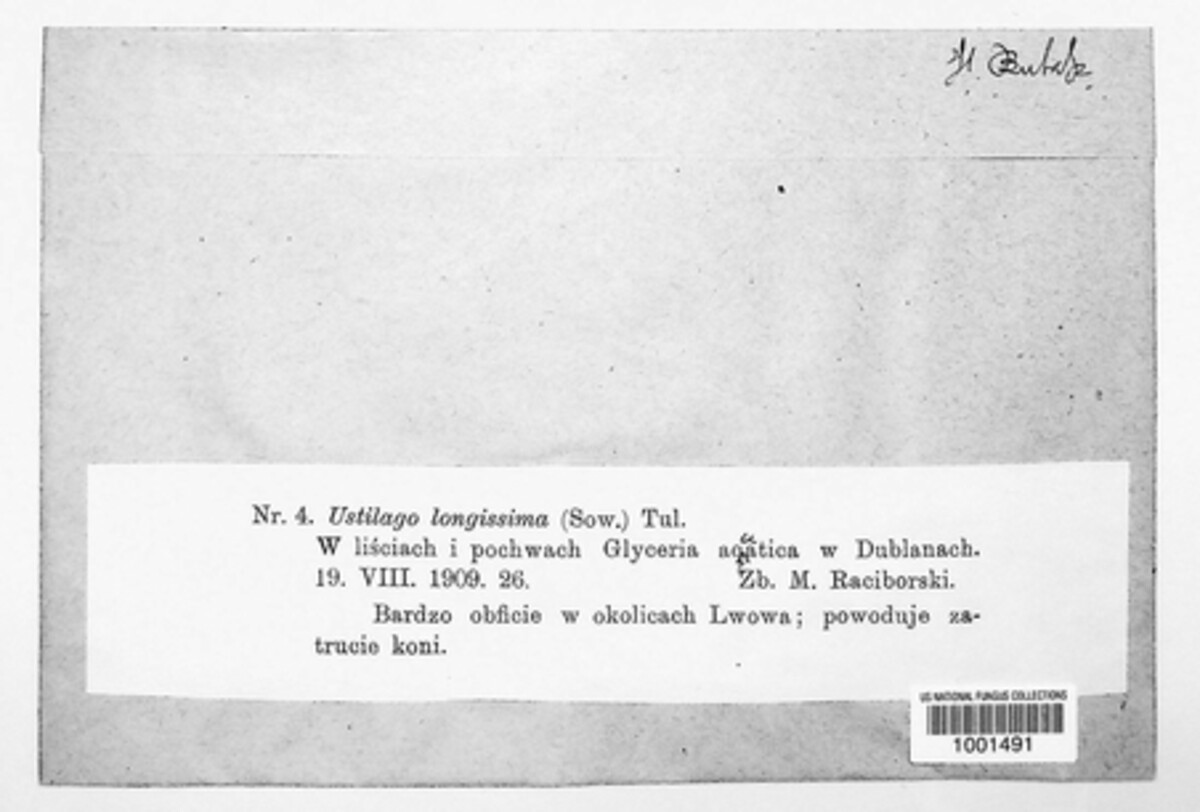 Nr. 4. Ustilago longissima (Sow.) Tul.
W liściach i pochwach Glyceria aquatica w Dublanach.
19. VIII. 1909. 26. Zb. M. Raciborski.
Bardzo obficie w okolicach Lwowa; powoduje za-
trucie koni.
US NATIONAL FUNGUS COLLECTIONS
1001491